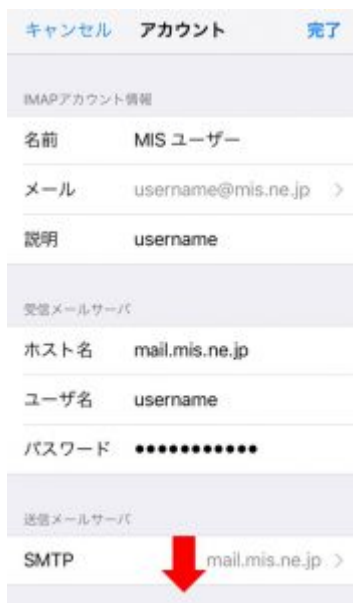 キャンセル アカウント 完了
IMAPアカウント情報
名前 MIS ユーザー
メール username@mis.ne.jp >
説明 username
受信メールサーバ
ホスト名 mail.mis.ne.jp
ユーザ名 username
パスワード ●●●●●●●●●●●
送信メールサーバ
SMTP mail.mis.ne.jp >